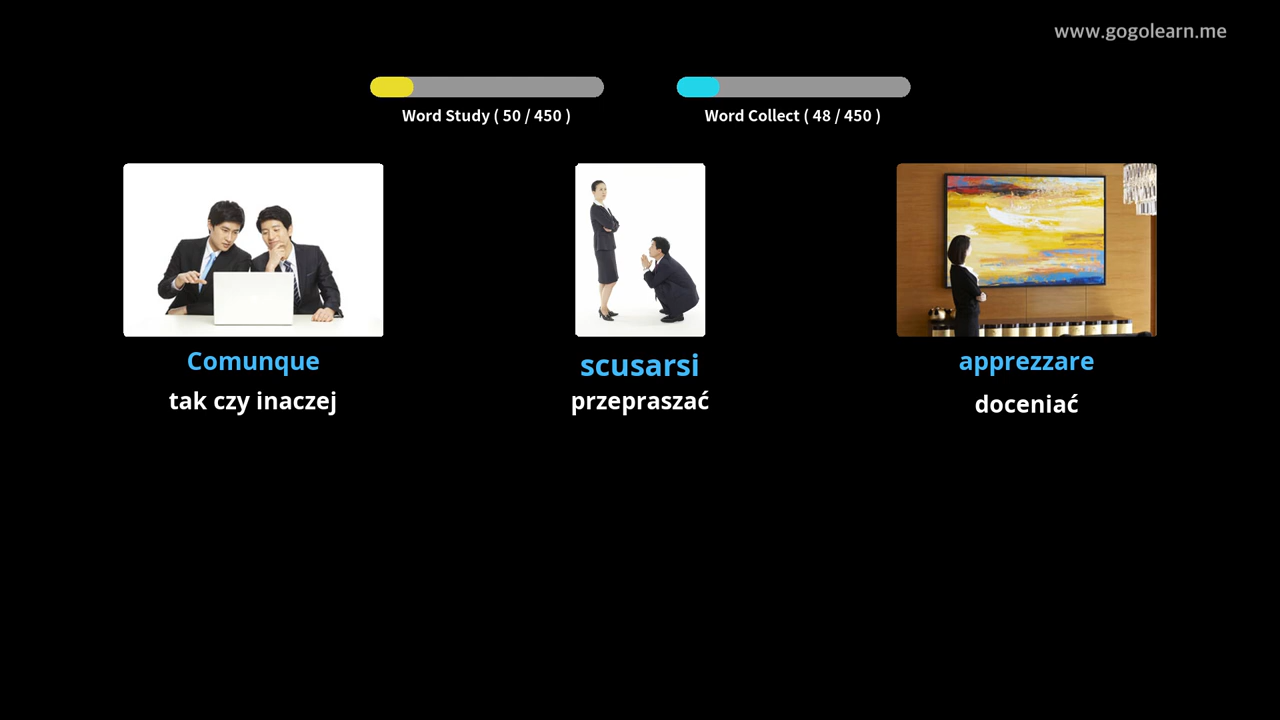 www.gogolearn.me
Word Study ( 50 / 450 )
Word Collect ( 48 / 450 )
Comunque
tak czy inaczej
scusarsi
przepraszać
apprezzare
doceniać